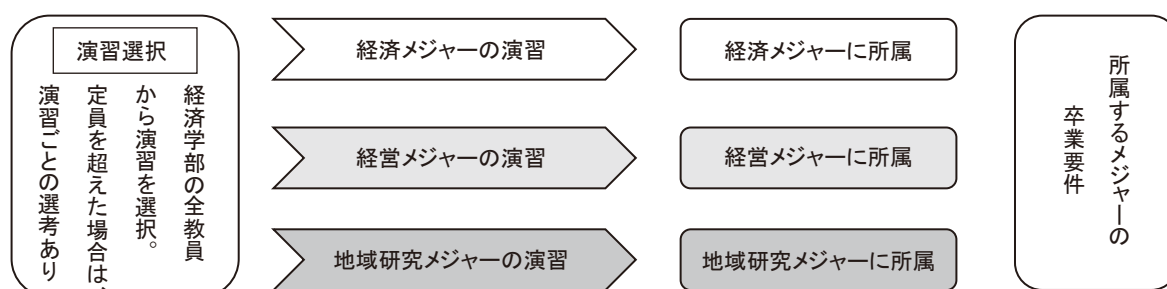 演習選択
経済学部の全教員
から演習を選択。
定員を超えた場合は、
演習ごとの選考あり
経済メジャーの演習
経済メジャーに所属
経営メジャーの演習
経営メジャーに所属
地域研究メジャーの演習
地域研究メジャーに所属
所属するメジャーの
卒業要件